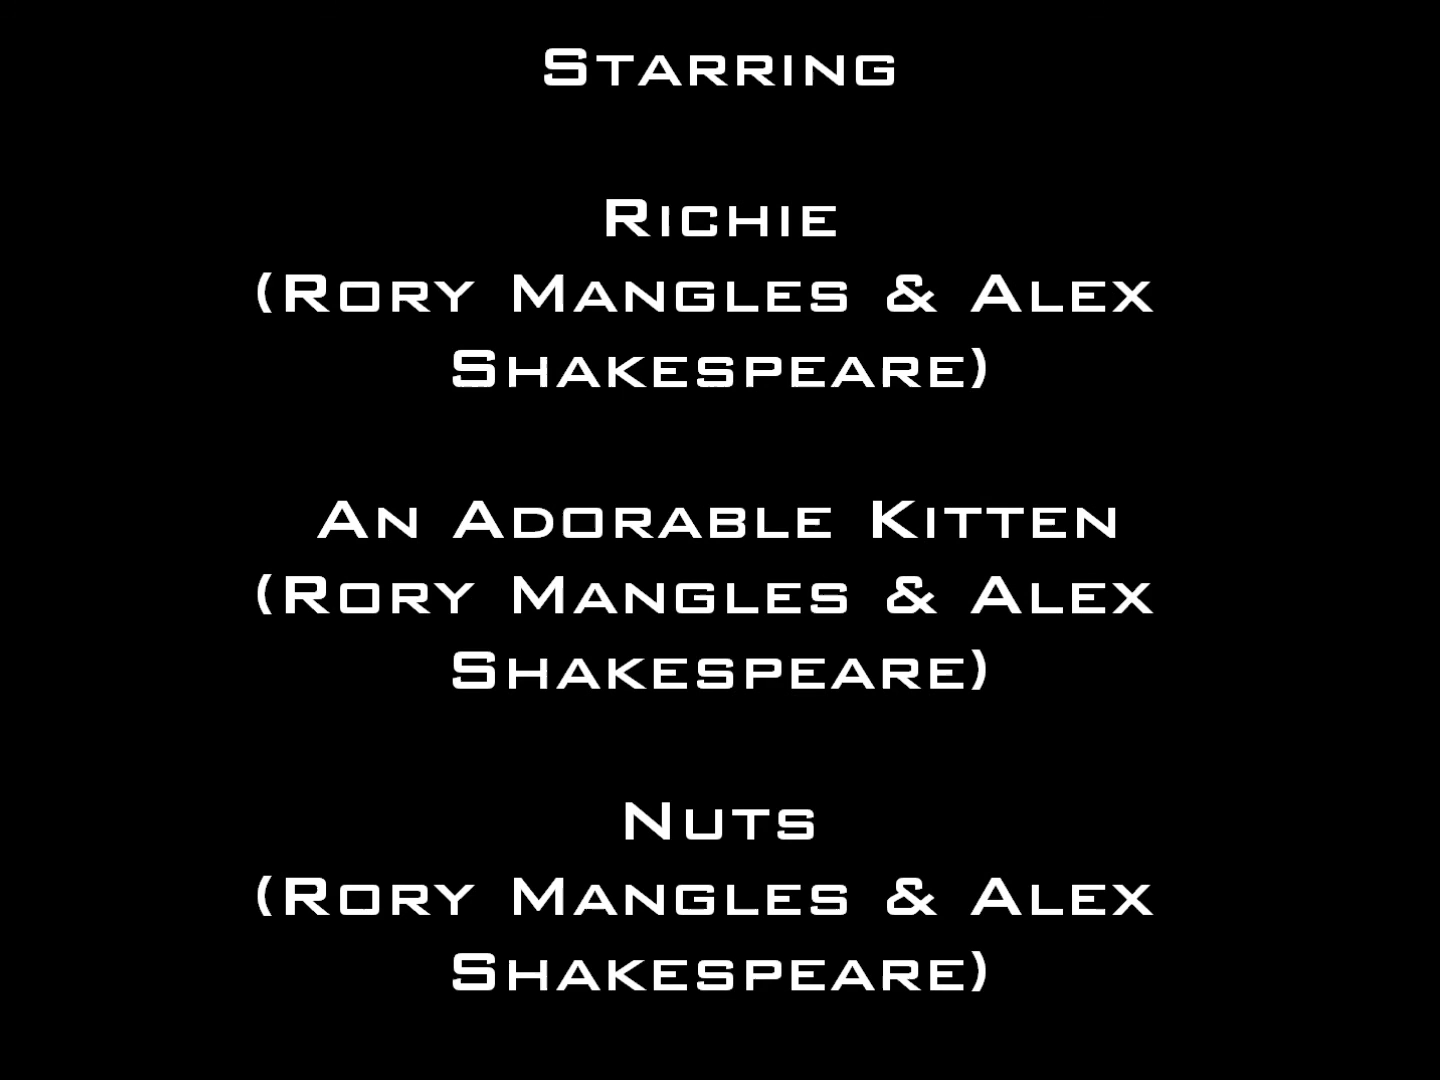 Starring
Richie
(Rory Mangles & Alex
Shakespeare)
An Adorable Kitten
(Rory Mangles & Alex
Shakespeare)
Nuts
(Rory Mangles & Alex
Shakespeare)